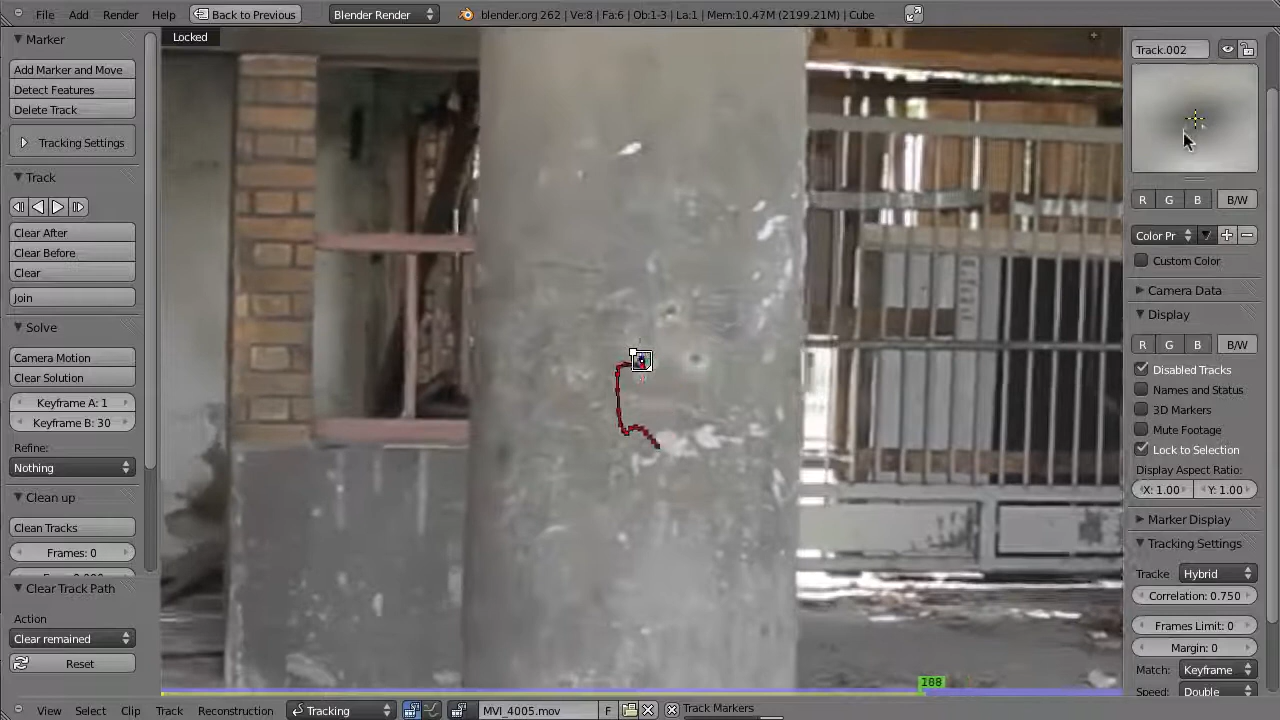 File Add Render Help Back to Previous Blender Render blender.org 262 | Ve:8 | Fa:6 | Ob:1-3 | La:1 | Mem:10.47M (2199.21M) | Cube
Marker
Add Marker and Move
Detect Features
Delete Track
Tracking Settings
Track
Clear After
Clear Before
Clear
Join
Solve
Camera Motion
Camera Solution
Keyframe A: 1
Keyframe B: 30
Refine:
Nothing
Clean up
Clean Tracks
Frames: 0
Clear Track Path
Action
Clear remained
Reset
Locked
188
Track.002
R G B B/W
Color Pr
Custom Color
Camera Data
Display
R G B B/W
Disabled Tracks
Names and Status
3D Markers
Mute Footage
Lock to Selection
Display Aspect Ratio:
X: 1.00 Y: 1.00
Marker Display
Tracking Settings
Tracke Hybrid
Correlation: 0.750
Frames Limit: 0
Margin: 0
Match: Keyframe
Speed: Double
View Select Clip Track Reconstruction Tracking MVI_4005.mov F Track Markers